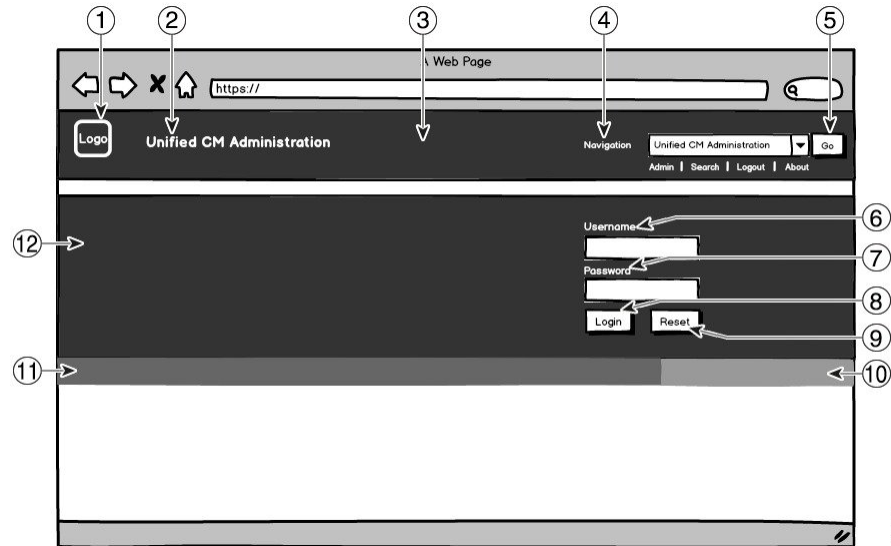 1 2 3 4 5
A Web Page
https://
Logo
Unified CM Administration
Navigation
Unified CM Administration
Go
Admin | Search | Logout | About
Username
6
12
7
Password
8
Login
Reset
9
11
10